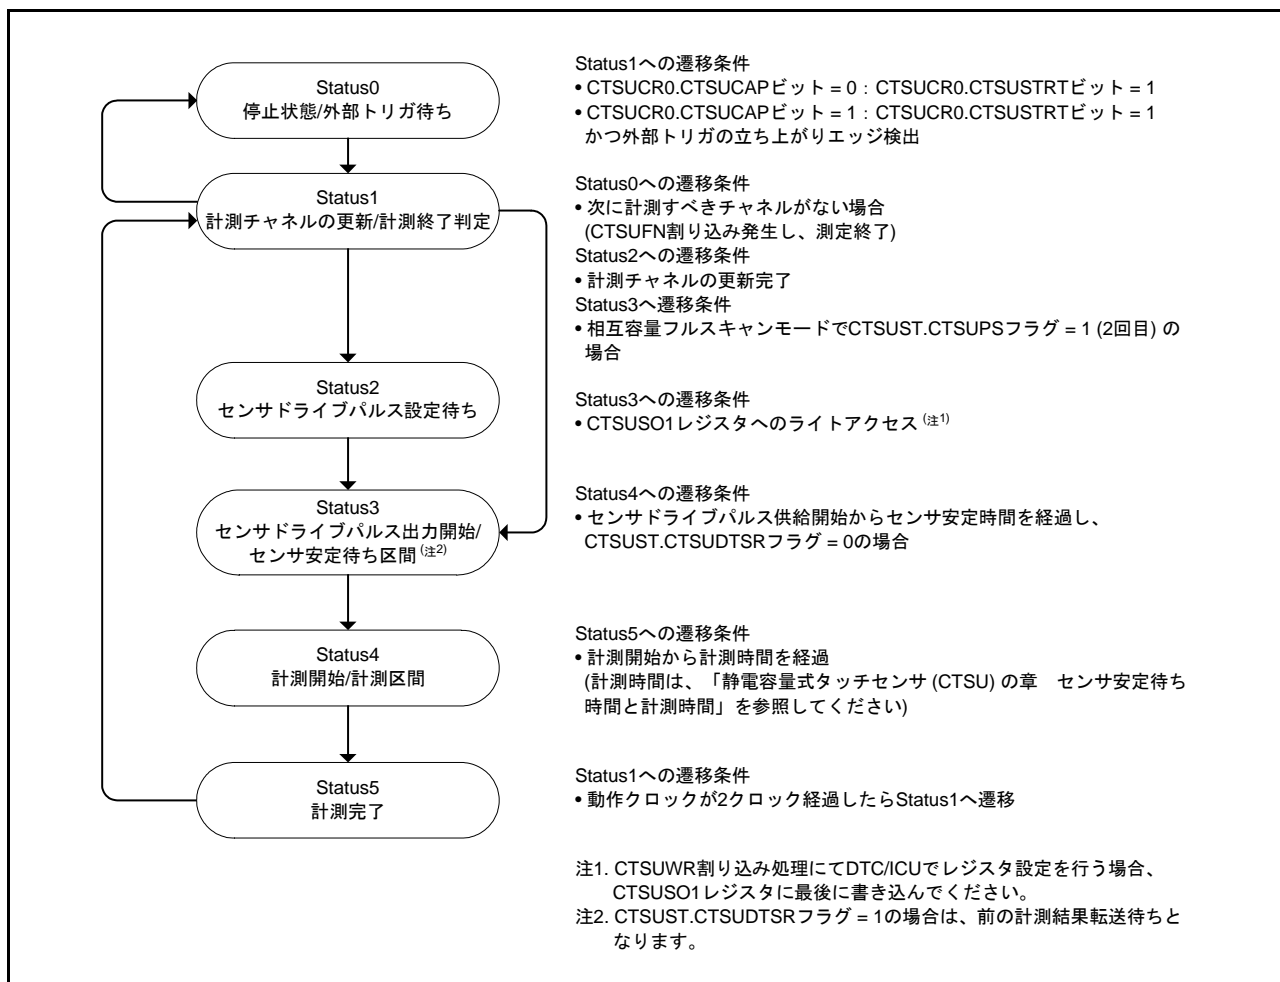 Status0
停止状態/外部トリガ待ち
Status1への遷移条件
• CTSUCR0.CTSUCAPビット = 0 : CTSUCR0.CTSUSTRTビット = 1
• CTSUCR0.CTSUCAPビット = 1 : CTSUCR0.CTSUSTRTビット = 1
かつ外部トリガの立ち上がりエッジ検出
Status1
計測チャネルの更新/計測終了判定
Status0への遷移条件
• 次に計測すべきチャネルがない場合
(CTSUFN割り込み発生し、測定終了)
Status2への遷移条件
• 計測チャネルの更新完了
Status3へ遷移条件
• 相互容量フルスキャンモードでCTSUST.CTSUPSフラグ = 1 (2回目) の
場合
Status2
センサドライブパルス設定待ち
Status3への遷移条件
• CTSUSO1レジスタへのライトアクセス (注1)
Status3
センサドライブパルス出力開始/
センサ安定待ち区間 (注2)
Status4への遷移条件
• センサドライブパルス供給開始からセンサ安定時間を経過し、
CTSUST.CTSUDTSRフラグ = 0の場合
Status4
計測開始/計測区間
Status5への遷移条件
• 計測開始から計測時間を経過
(計測時間は、「静電容量式タッチセンサ (CTSU) の章　センサ安定待ち
時間と計測時間」を参照してください)
Status5
計測完了
Status1への遷移条件
• 動作クロックが2クロック経過したらStatus1へ遷移
注1. CTSUWR割り込み処理にてDTC/ICUでレジスタ設定を行う場合、
CTSUSO1レジスタに最後に書き込んでください。
注2. CTSUST.CTSUDTSRフラグ = 1の場合は、前の計測結果転送待ちと
なります。